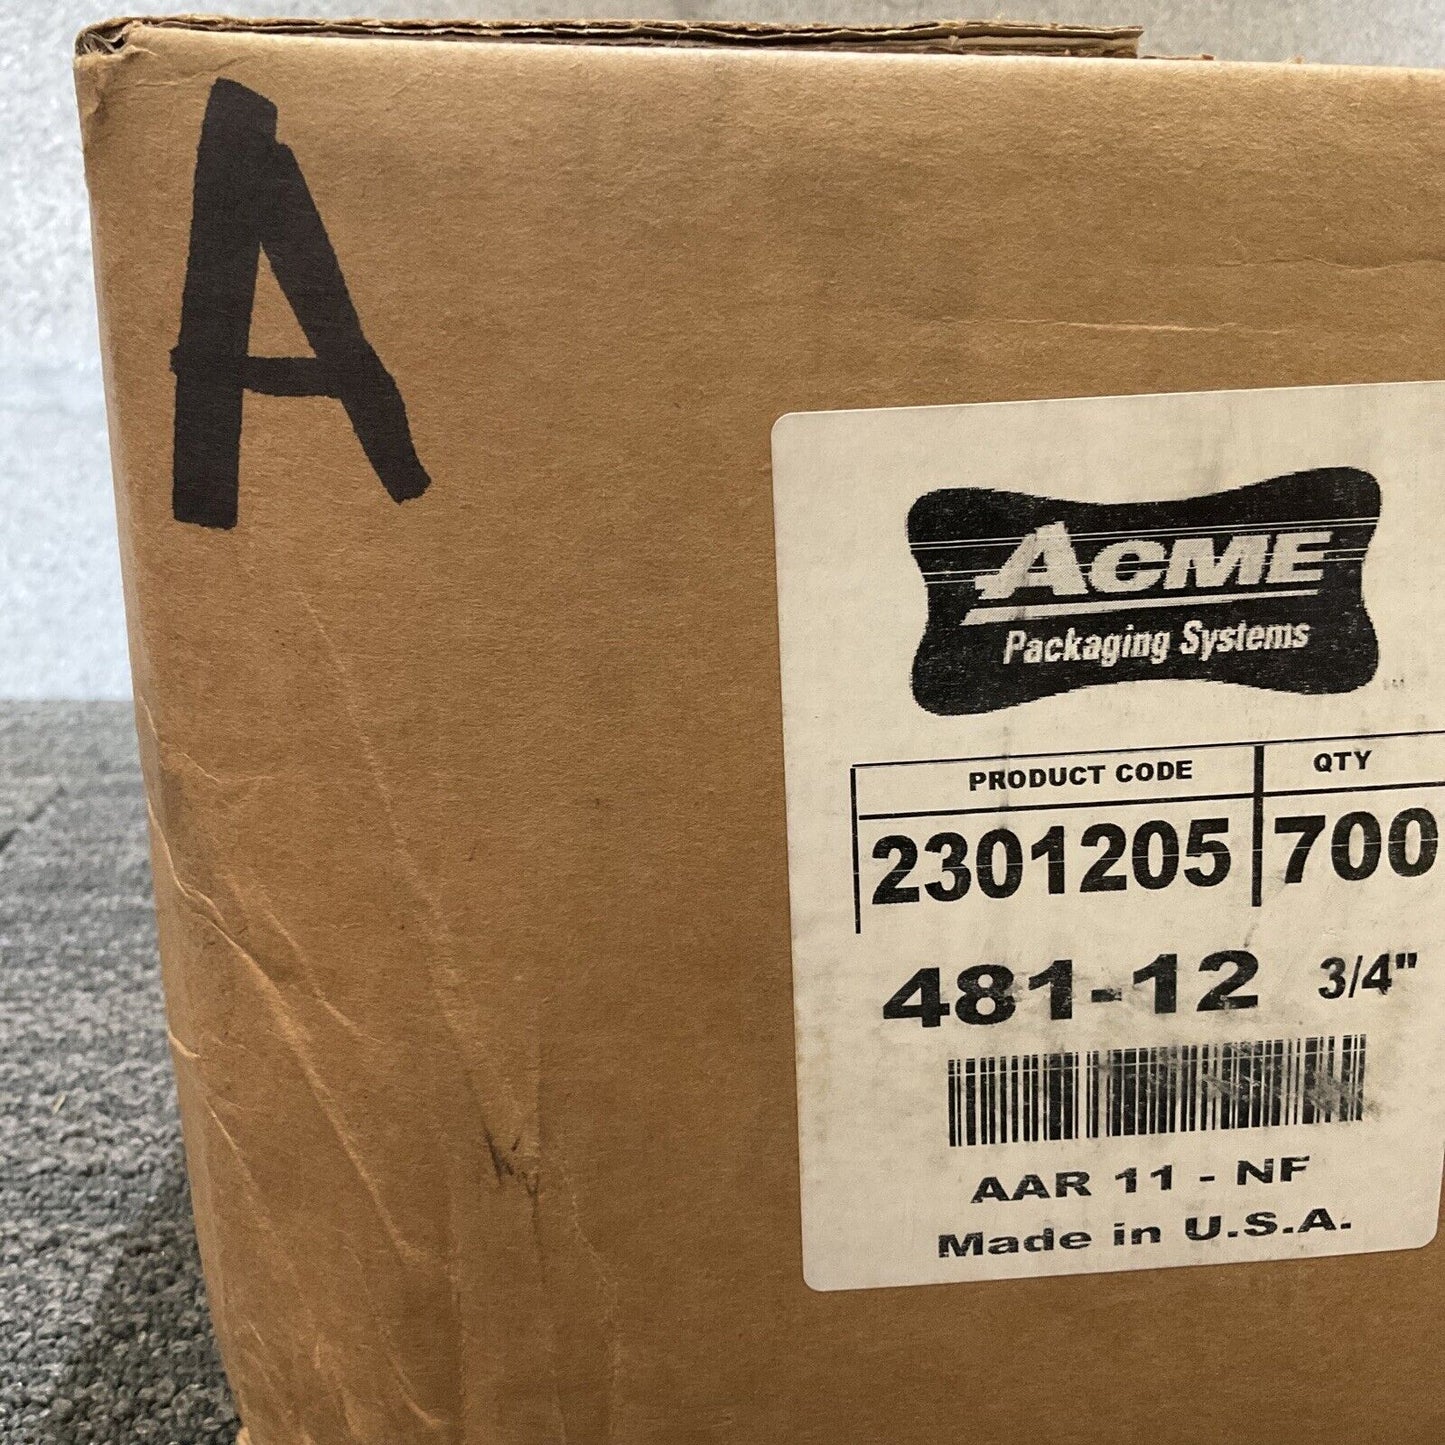 A
ACME
Packaging Systems
PRODUCT CODE QTY
2301205 700
481-12 3/4"
AAR 11 - NF
Made in U.S.A.